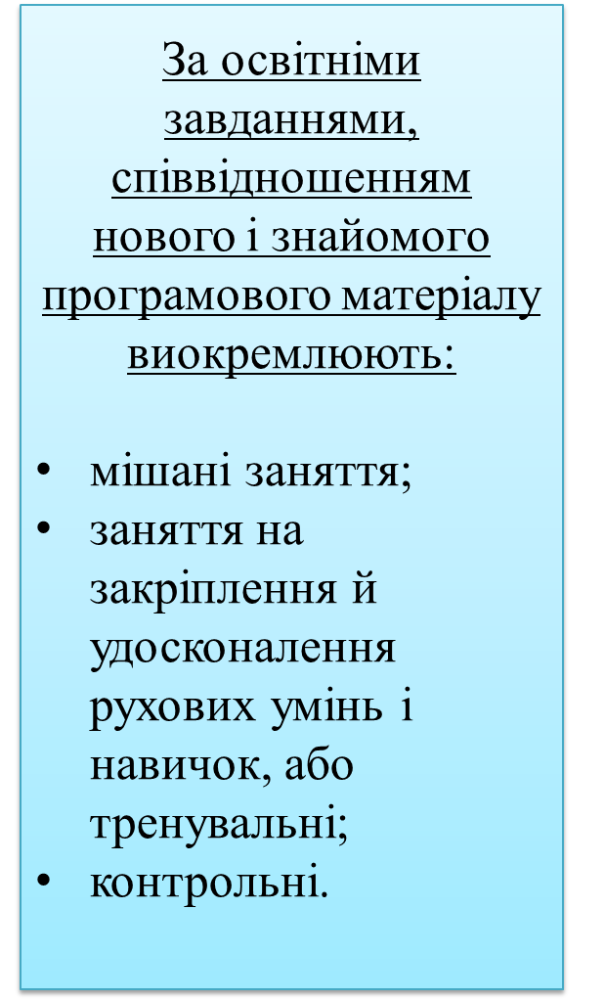 За освітніми
завданнями,
співвідношенням
нового і знайомого
програмового матеріалу
виокремлюють:
• мішані заняття;
• заняття на
закріплення й
удосконалення
рухових умінь і
навичок, або
тренувальні;
• контрольні.